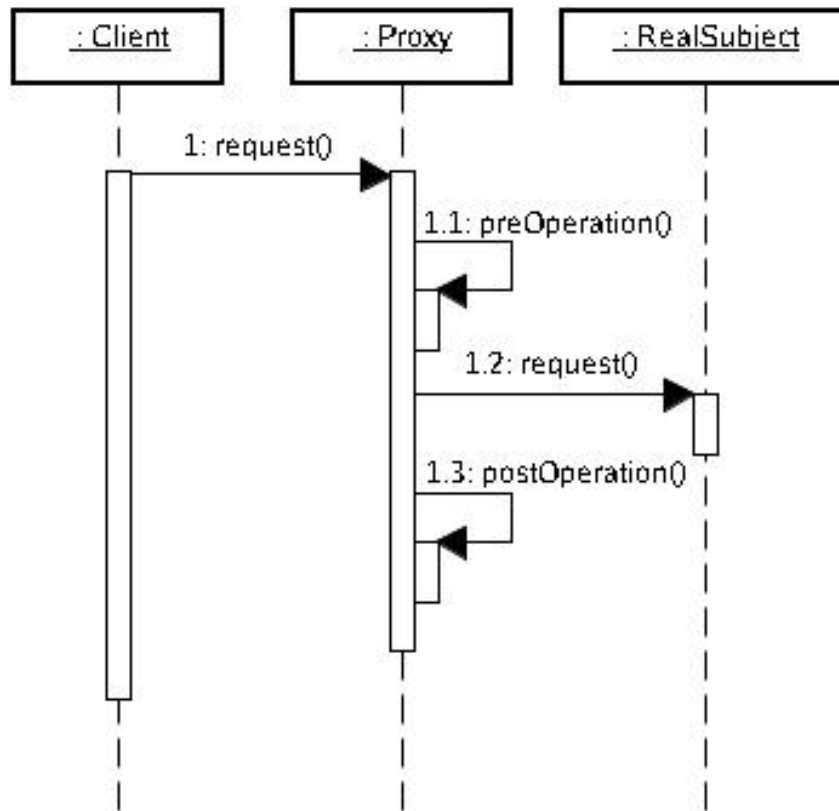 : Client
: Proxy
: RealSubject
1: request()
1.1: preOperation()
1.2: request()
1.3: postOperation()